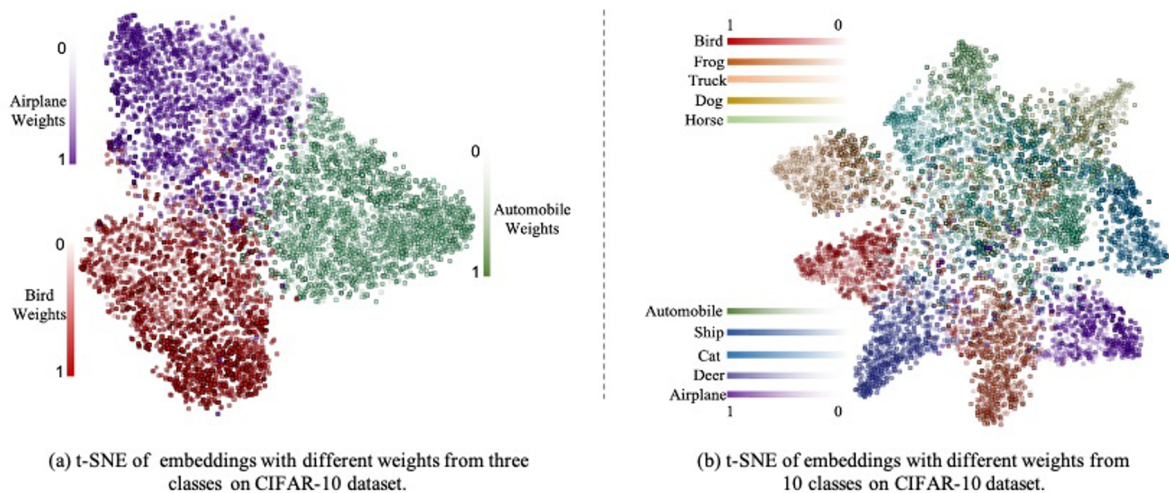 0
Airplane
Weights
1
0
Automobile
Weights
1
0
Bird
Weights
1
(a) t-SNE of embeddings with different weights from three
classes on CIFAR-10 dataset.
1 0
Bird
Frog
Truck
Dog
Horse
Automobile
Ship
Cat
Deer
Airplane
1 0
(b) t-SNE of embeddings with different weights from
10 classes on CIFAR-10 dataset.